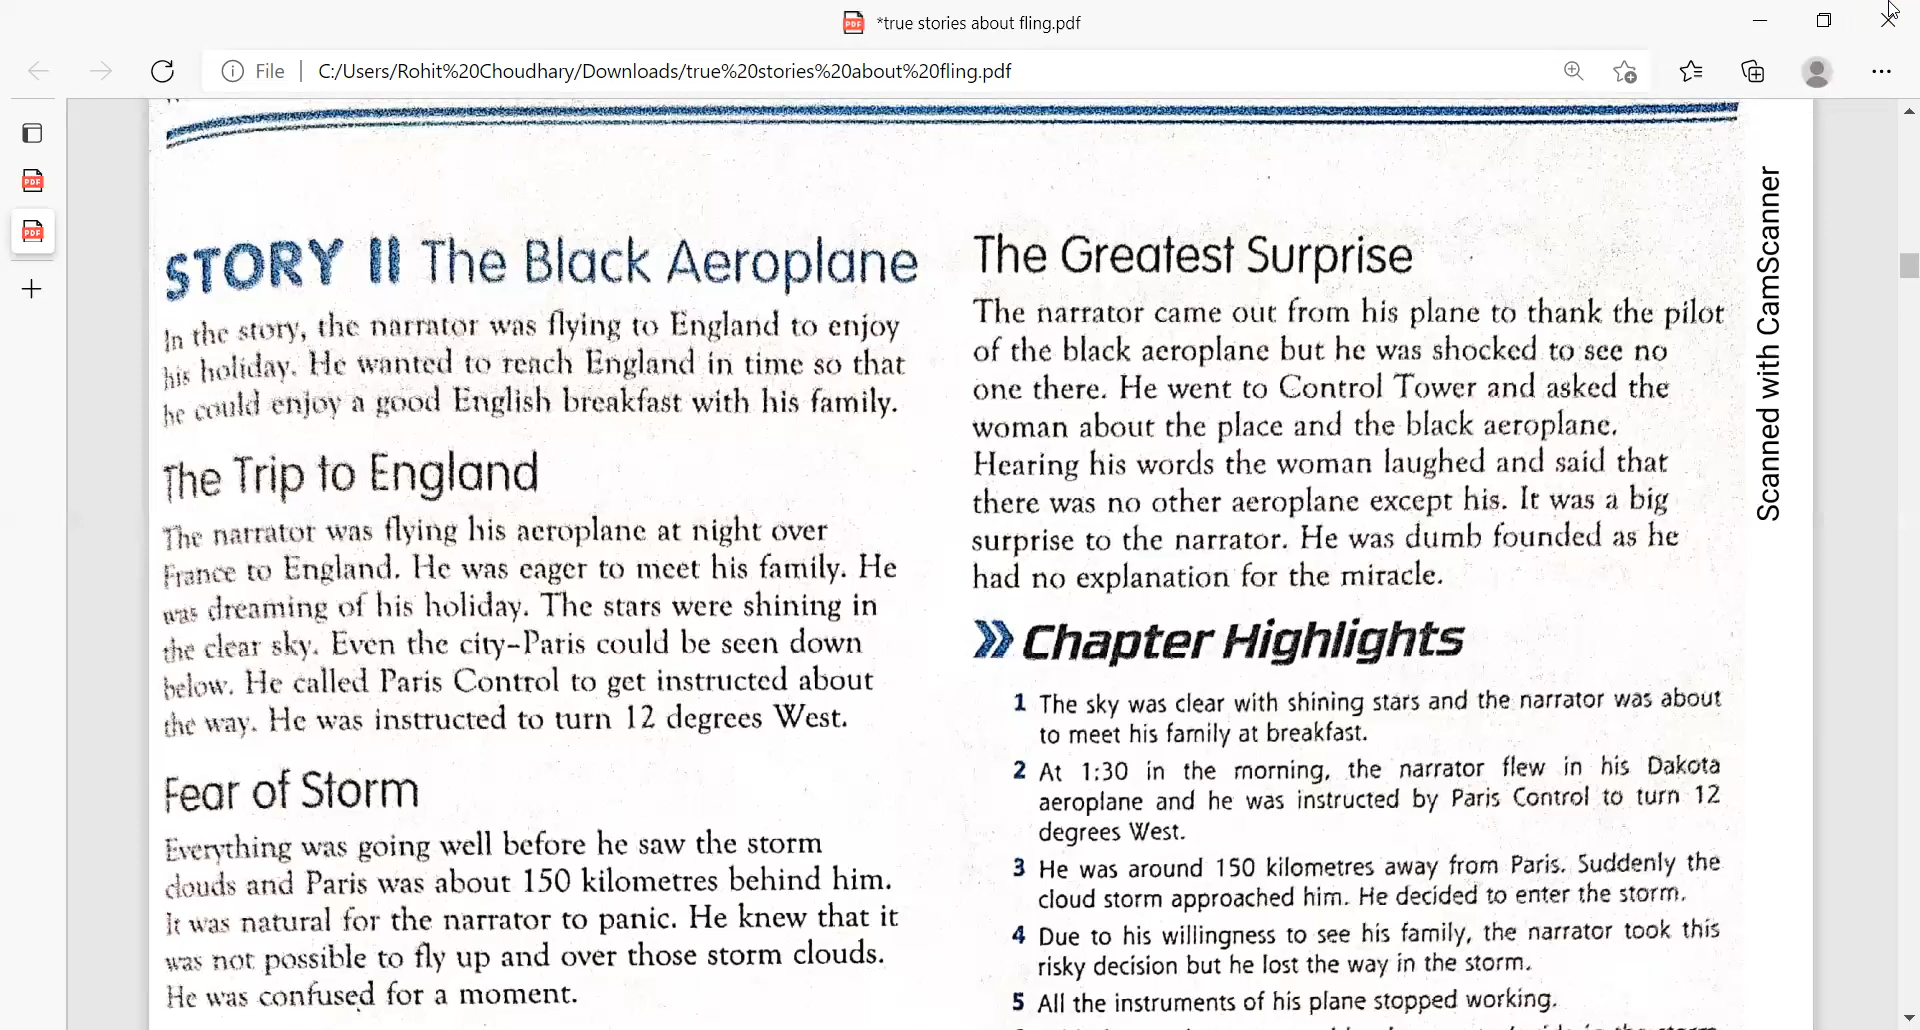 *true stories about fling.pdf
File
C:/Users/Rohit%20Choudhary/Downloads/true%20stories%20about%20fling.pdf
STORY II The Black Aeroplane
In the story, the narrator was flying to England to enjoy
his holiday. He wanted to reach England in time so that
he could enjoy a good English breakfast with his family.
The Trip to England
The narrator was flying his aeroplane at night over
France to England. He was eager to meet his family. He
was dreaming of his holiday. The stars were shining in
the clear sky. Even the city-Paris could be seen down
below. He called Paris Control to get instructed about
the way. He was instructed to turn 12 degrees West.
Fear of Storm
Everything was going well before he saw the storm
clouds and Paris was about 150 kilometres behind him.
It was natural for the narrator to panic. He knew that it
was not possible to fly up and over those storm clouds.
He was confused for a moment.
The Greatest Surprise
The narrator came out from his plane to thank the pilot
of the black aeroplane but he was shocked to see no
one there. He went to Control Tower and asked the
woman about the place and the black aeroplane.
Hearing his words the woman laughed and said that
there was no other aeroplane except his. It was a big
surprise to the narrator. He was dumb founded as he
had no explanation for the miracle.
Chapter Highlights
1 The sky was clear with shining stars and the narrator was about
to meet his family at breakfast.
2 At 1:30 in the morning, the narrator flew in his Dakota
aeroplane and he was instructed by Paris Control to turn 12
degrees West.
3 He was around 150 kilometres away from Paris. Suddenly the
cloud storm approached him. He decided to enter the storm.
4 Due to his willingness to see his family, the narrator took this
risky decision but he lost the way in the storm.
5 All the instruments of his plane stopped working.
Scanned with CamScanner